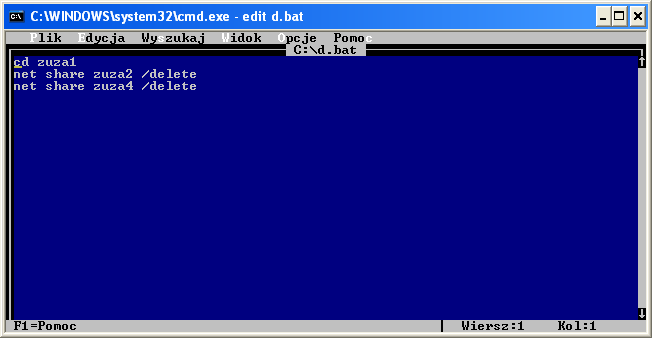 C:\WINDOWS\system32\cmd.exe - edit d.bat
Plik Edycja Wyszukaj Widok Opcje Pomoc
C:\d.bat
cd zuza1
net share zuza2 /delete
net share zuza4 /delete
F1=Pomoc Wiersz:1 Kol:1